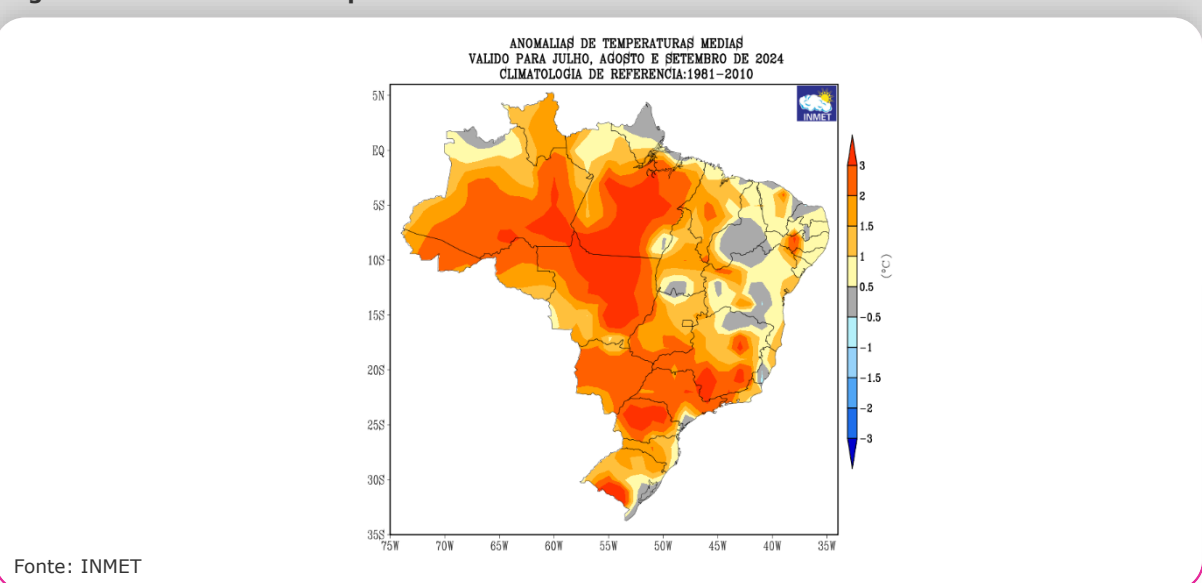 ANOMALIAS DE TEMPERATURAS MEDIAS
VALIDO PARA JULHO, AGOSTO E SETEMBRO DE 2024
CLIMATOLOGIA DE REFERENCIA:1981-2010
INMET
5N
EQ
5S
10S
15S
20S
25S
30S
35S
75W 70W 65W 60W 55W 50W 45W 40W 35W
3
2
1.5
1
0.5
-0.5
-1
-1.5
-2
-3
(°C)
Fonte: INMET